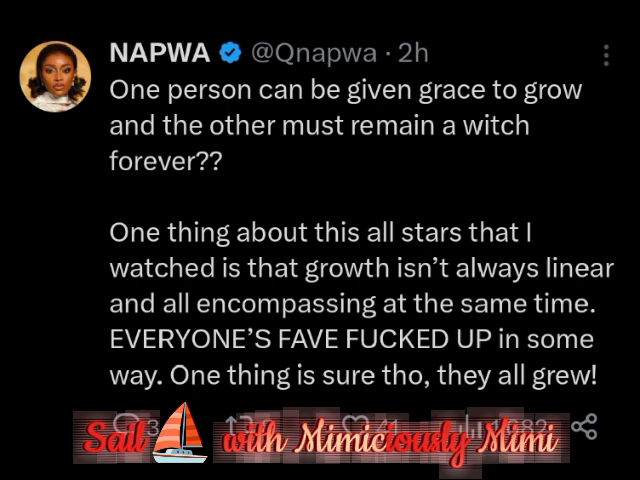 NAPWA @Qnapwa · 2h
One person can be given grace to grow
and the other must remain a witch
forever??
One thing about this all stars that I
watched is that growth isn't always linear
and all encompassing at the same time.
EVERYONE'S FAVE FUCKED UP in some
way. One thing is sure tho, they all grew!
Sail with Mimiciously Mimi